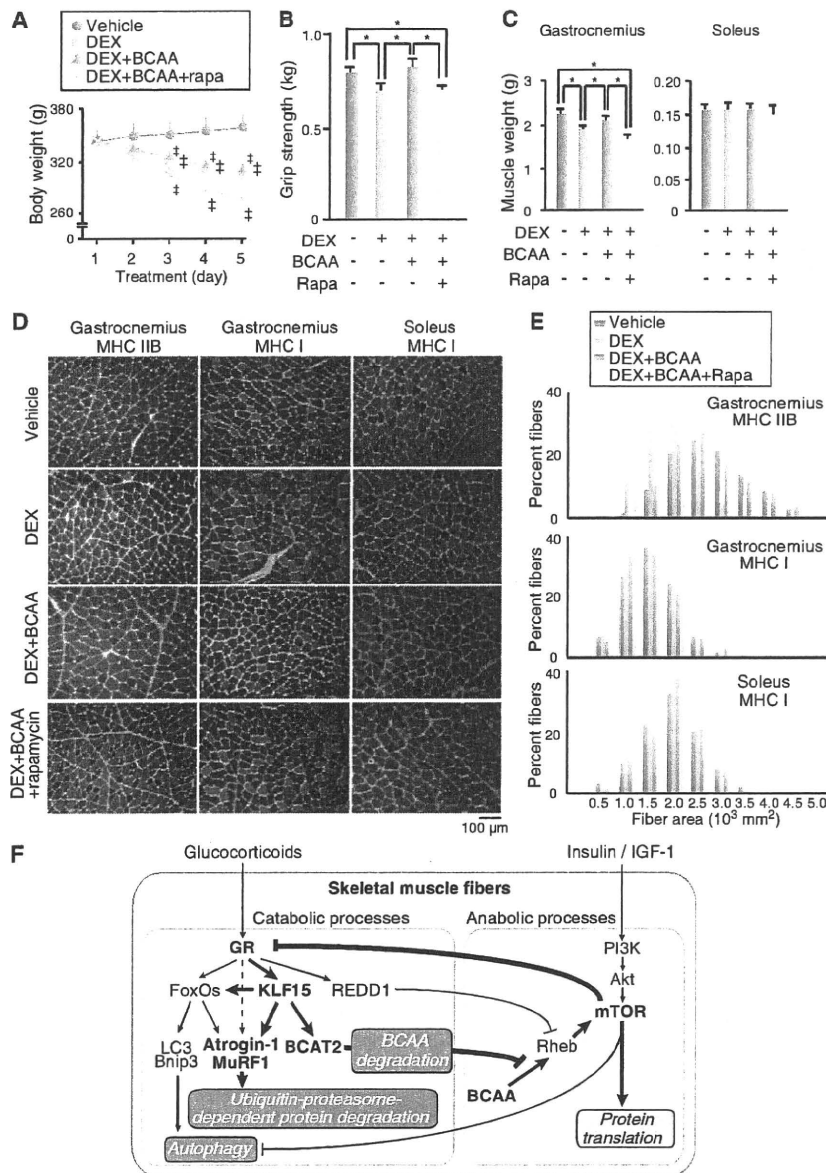 A
Vehicle
DEX
DEX+BCAA
DEX+BCAA+rapa
Body weight (g)
380
320
260
0
‡ ‡ ‡ ‡ ‡ ‡
‡ ‡ ‡
1 2 3 4 5
Treatment (day)
B
* * * *
Grip strength (kg)
1.0
0.5
0
DEX - + + +
BCAA - - + +
Rapa - - - +
C
Gastrocnemius
Soleus
* * * *
Muscle weight (g)
3
2
1
0
0.20
0.15
0.10
0.05
0.00
DEX - + + + - + + +
BCAA - - + + - - + +
Rapa - - - + - - - +
D
Gastrocnemius MHC IIB
Gastrocnemius MHC I
Soleus MHC I
Vehicle
DEX
DEX+BCAA
DEX+BCAA +rapamycin
100 µm
E
Vehicle
DEX
DEX+BCAA
DEX+BCAA+Rapa
Percent fibers
40
20
0
Gastrocnemius
MHC IIB
Percent fibers
40
20
0
Gastrocnemius
MHC I
Percent fibers
40
20
0
Soleus
MHC I
0.5 1.0 1.5 2.0 2.5 3.0 3.5 4.0 4.5 5.0
Fiber area (10³ mm²)
F
Glucocorticoids
Insulin / IGF-1
Skeletal muscle fibers
Catabolic processes
Anabolic processes
GR
PI3K
Akt
FoxOs
KLF15
REDD1
mTOR
LC3
Bnip3
Atrogin-1
MuRF1
BCAT2
BCAA
degradation
Rheb
BCAA
Ubiquitin-proteasome-
dependent protein degradation
Autophagy
Protein
translation